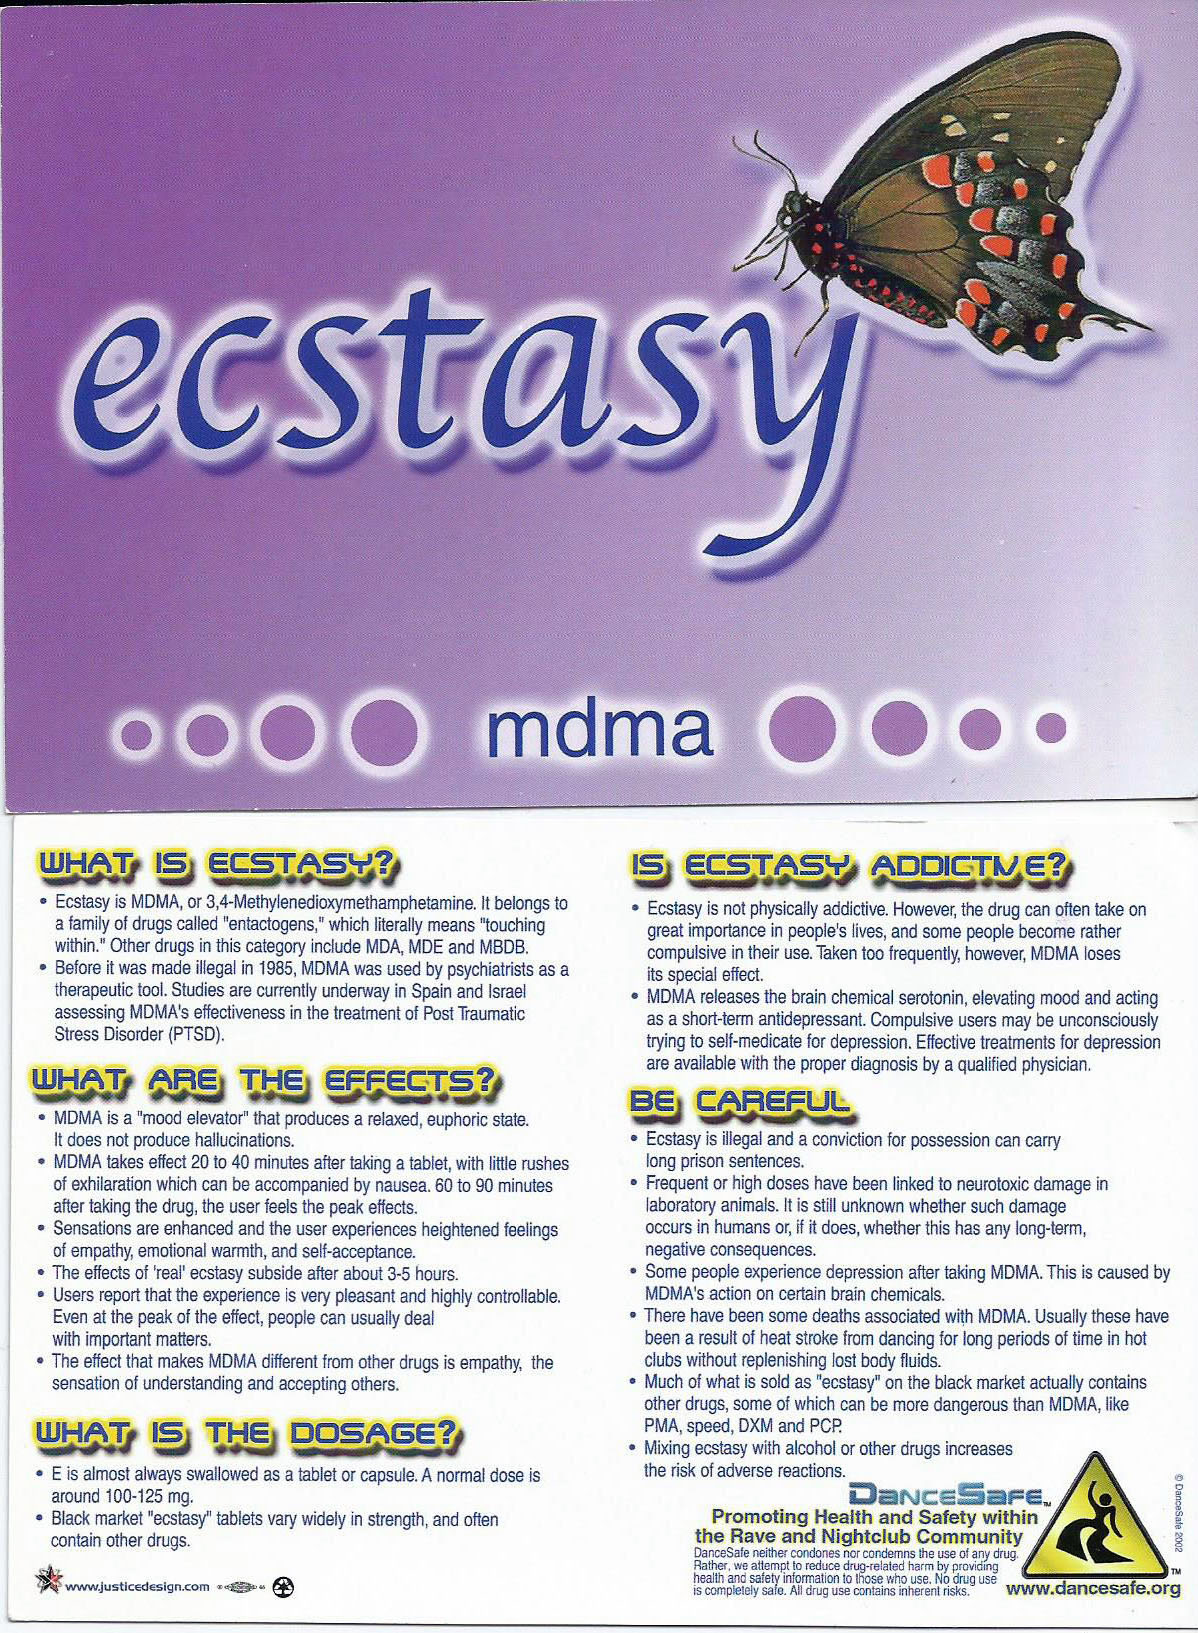 ecstasy
mdma
WHAT IS ECSTASY?
• Ecstasy is MDMA, or 3,4-Methylenedioxymethamphetamine. It belongs to
a family of drugs called "entactogens," which literally means "touching
within." Other drugs in this category include MDA, MDE and MBDB.
• Before it was made illegal in 1985, MDMA was used by psychiatrists as a
therapeutic tool. Studies are currently underway in Spain and Israel
assessing MDMA's effectiveness in the treatment of Post Traumatic
Stress Disorder (PTSD).
WHAT ARE THE EFFECTS?
• MDMA is a "mood elevator" that produces a relaxed, euphoric state.
It does not produce hallucinations.
• MDMA takes effect 20 to 40 minutes after taking a tablet, with little rushes
of exhilaration which can be accompanied by nausea. 60 to 90 minutes
after taking the drug, the user feels the peak effects.
• Sensations are enhanced and the user experiences heightened feelings
of empathy, emotional warmth, and self-acceptance.
• The effects of 'real' ecstasy subside after about 3-5 hours.
• Users report that the experience is very pleasant and highly controllable.
Even at the peak of the effect, people can usually deal
with important matters.
• The effect that makes MDMA different from other drugs is empathy, the
sensation of understanding and accepting others.
WHAT IS THE DOSAGE?
• E is almost always swallowed as a tablet or capsule. A normal dose is
around 100-125 mg.
• Black market "ecstasy" tablets vary widely in strength, and often
contain other drugs.
www.justicedesign.com
IS ECSTASY ADDICTIVE?
• Ecstasy is not physically addictive. However, the drug can often take on
great importance in people's lives, and some people become rather
compulsive in their use. Taken too frequently, however, MDMA loses
its special effect.
• MDMA releases the brain chemical serotonin, elevating mood and acting
as a short-term antidepressant. Compulsive users may be unconsciously
trying to self-medicate for depression. Effective treatments for depression
are available with the proper diagnosis by a qualified physician.
BE CAREFUL
• Ecstasy is illegal and a conviction for possession can carry
long prison sentences.
• Frequent or high doses have been linked to neurotoxic damage in
laboratory animals. It is still unknown whether such damage
occurs in humans or, if it does, whether this has any long-term,
negative consequences.
• Some people experience depression after taking MDMA. This is caused by
MDMA's action on certain brain chemicals.
• There have been some deaths associated with MDMA. Usually these have
been a result of heat stroke from dancing for long periods of time in hot
clubs without replenishing lost body fluids.
• Much of what is sold as "ecstasy" on the black market actually contains
other drugs, some of which can be more dangerous than MDMA, like
PMA, speed, DXM and PCP.
• Mixing ecstasy with alcohol or other drugs increases
the risk of adverse reactions.
DANCESAFE™
Promoting Health and Safety within
the Rave and Nightclub Community
DanceSafe neither condones nor condemns the use of any drug.
Rather, we attempt to reduce drug-related harm by providing
health and safety information to those who use. No drug use
is completely safe. All drug use contains inherent risks.
TM
www.dancesafe.org
© DanceSafe 2002